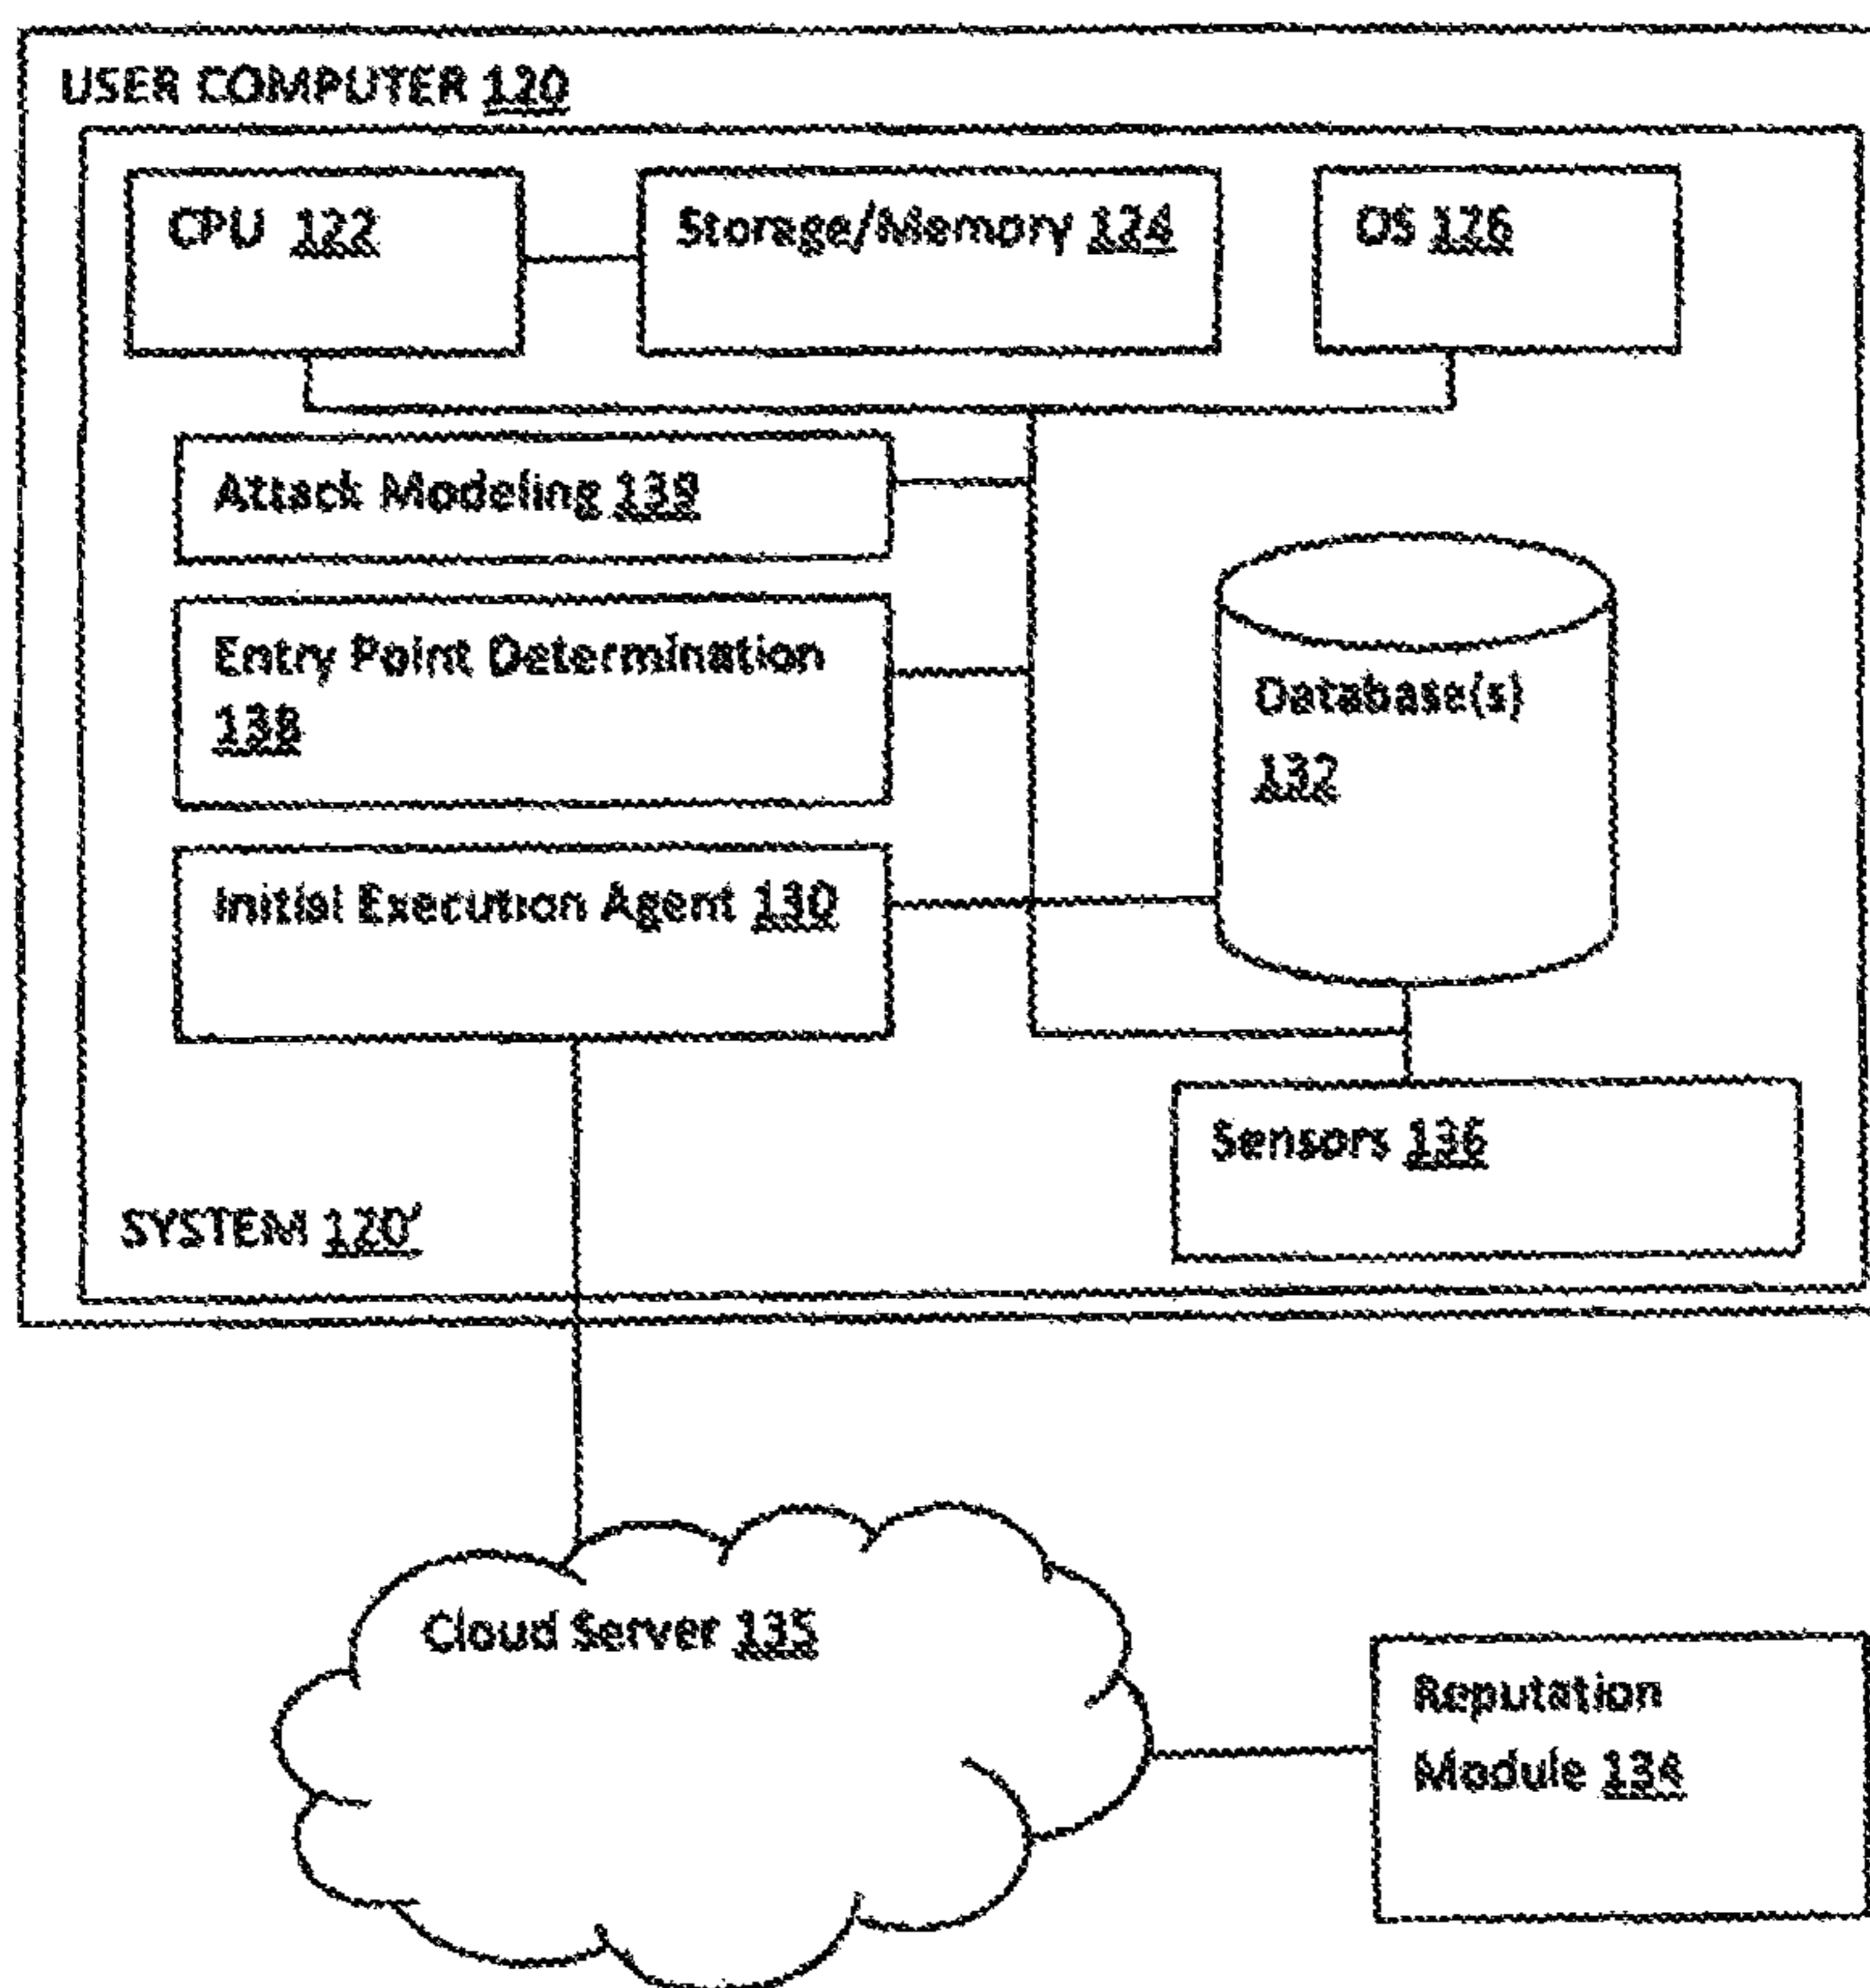 USER COMPUTER 120
CPU 122
Storage/Memory 124
OS 126
Attack Modeling 139
Entry Point Determination
138
Database(s)
132
Initial Execution Agent 130
Sensors 136
SYSTEM 120'
Cloud Server 135
Reputation
Module 134